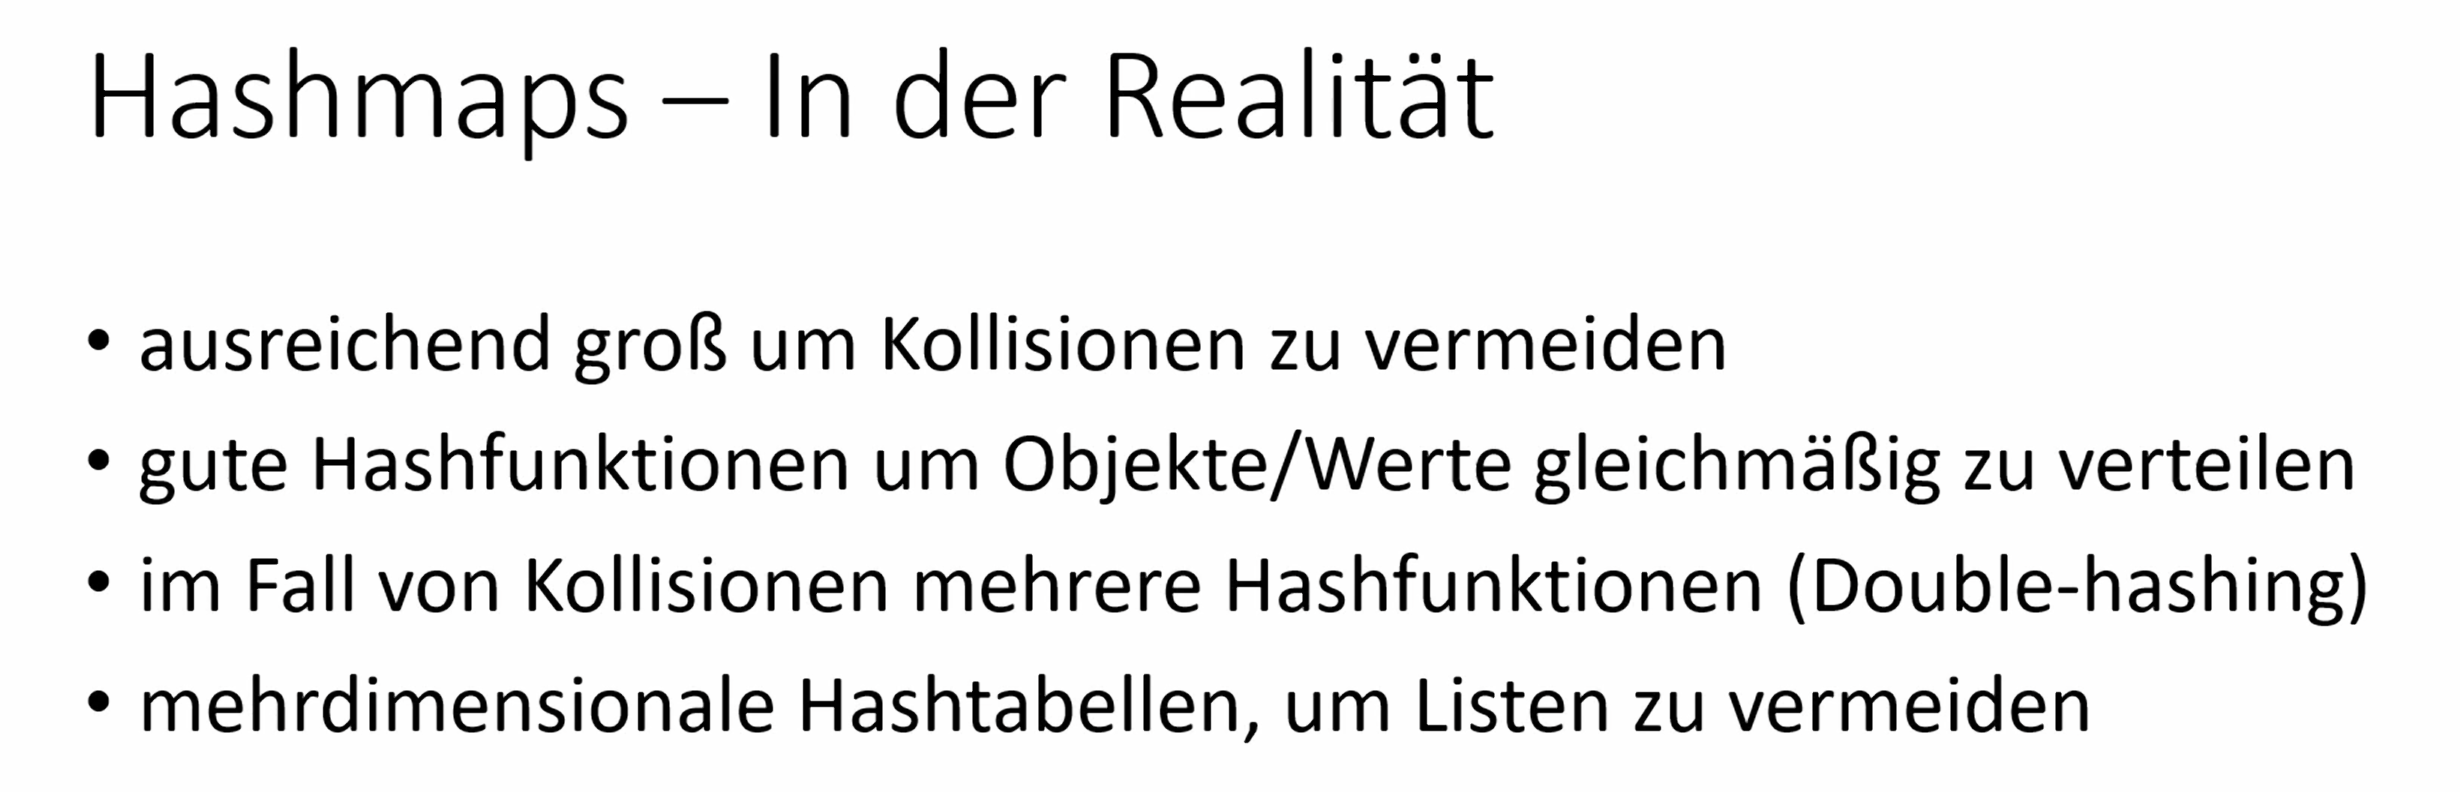 Hashmaps – In der Realität
• ausreichend groß um Kollisionen zu vermeiden
• gute Hashfunktionen um Objekte/Werte gleichmäßig zu verteilen
• im Fall von Kollisionen mehrere Hashfunktionen (Double-hashing)
• mehrdimensionale Hashtabellen, um Listen zu vermeiden